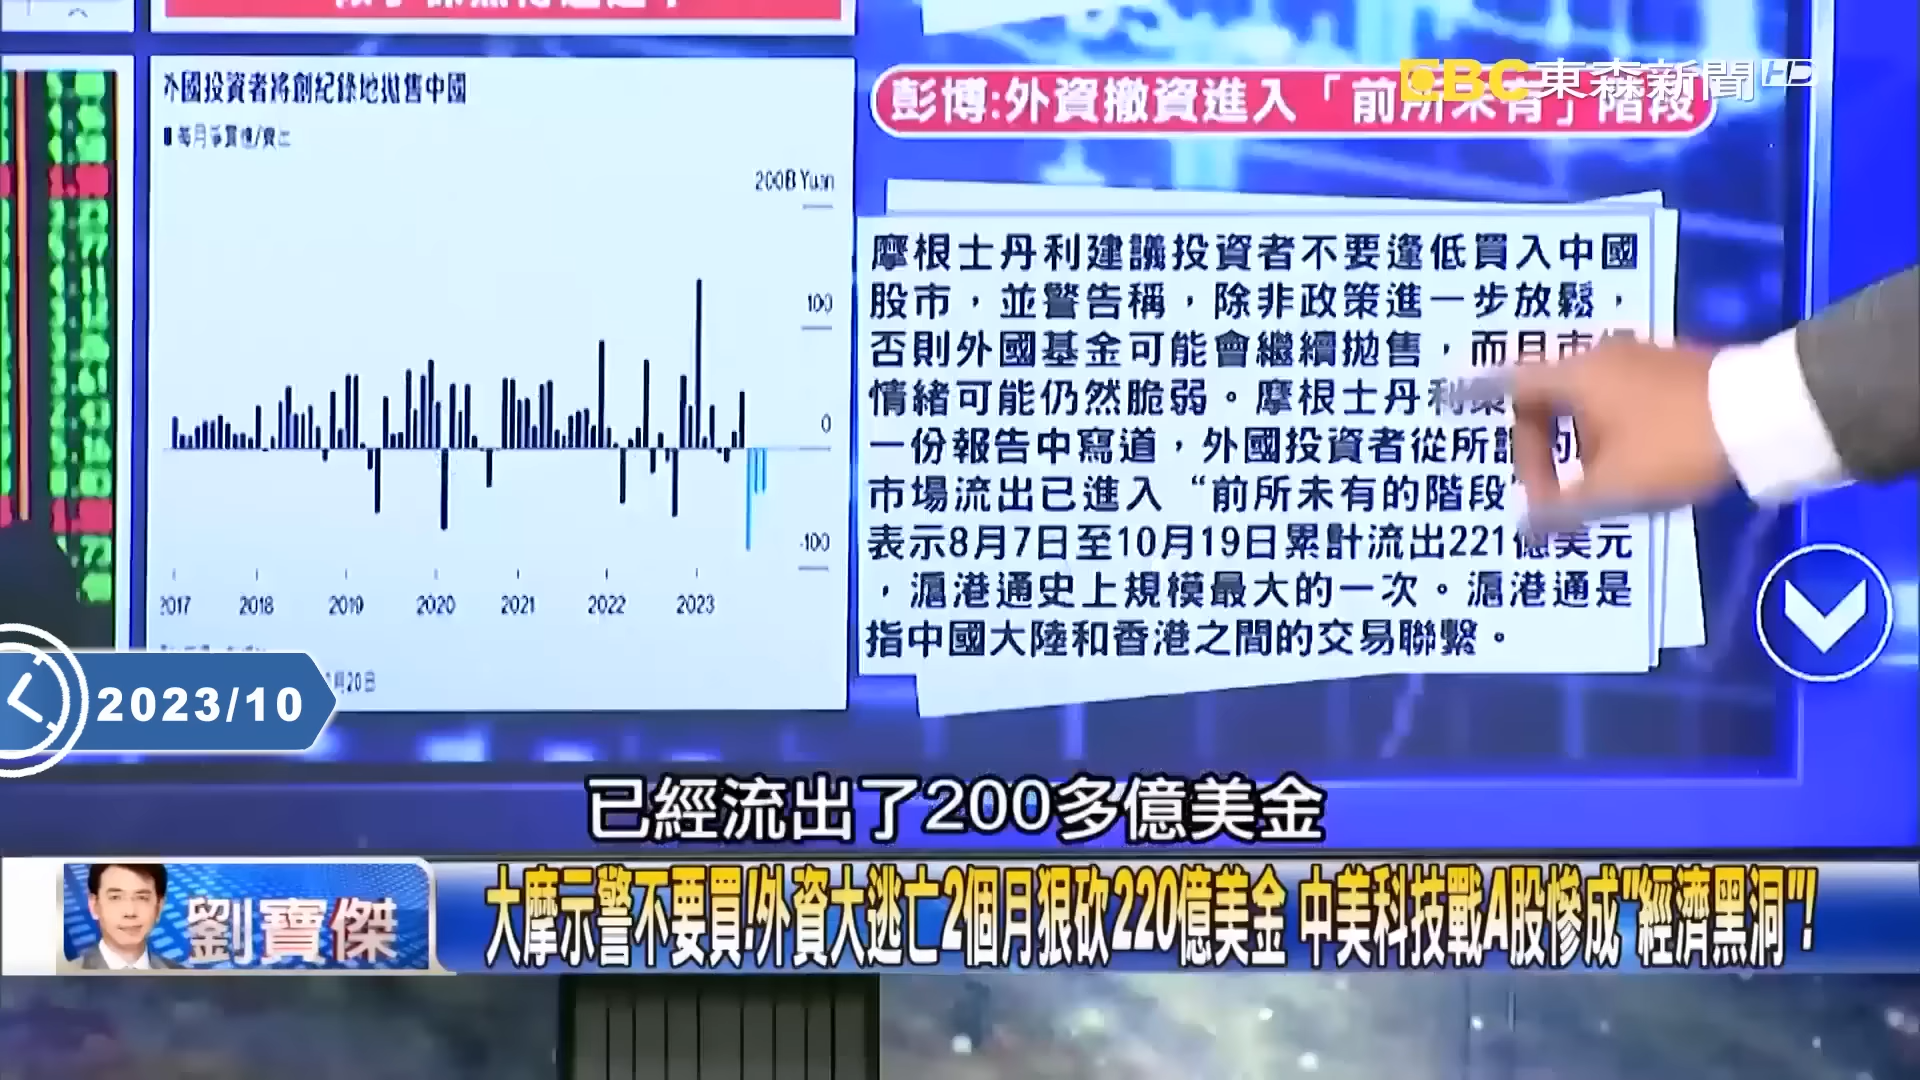 外國投資者將創紀錄地拋售中國
200B Yuan
100
0
-100
2017 2018 2019 2020 2021 2022 2023
月20日
彭博:外資撤資進入「前所未有」階段
EBC東森新聞HD
摩根士丹利建議投資者不要逢低買入中國
股市，並警告稱，除非政策進一步放鬆，
否則外國基金可能會繼續拋售，而且市
情緒可能仍然脆弱。摩根士丹利
一份報告中寫道，外國投資者從所謂的
市場流出已進入“前所未有的階段”
表示8月7日至10月19日累計流出221億美元
，滬港通史上規模最大的一次。滬港通是
指中國大陸和香港之間的交易聯繫。
2023/10
已經流出了200多億美金
劉寶傑
大摩示警不要買!外資大逃亡2個月狠砍220億美金 中美科技戰A股慘成"經濟黑洞"!